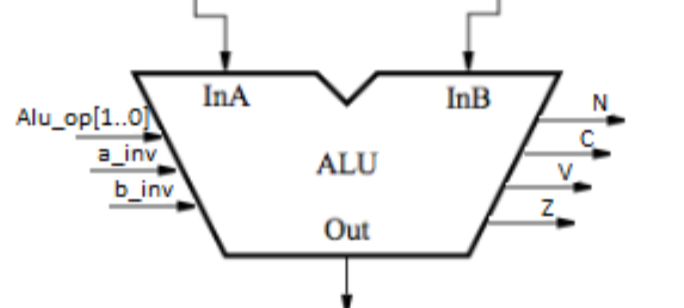 InA InB
Alu_op[1..0]
N
a_inv
C
ALU
V
b_inv
Z
Out